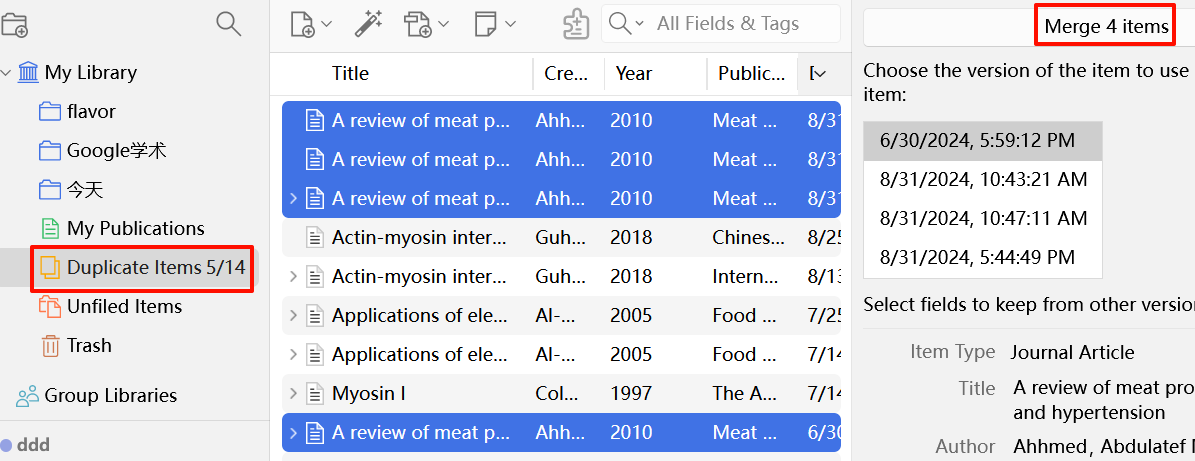 All Fields & Tags
Merge 4 items
My Library
flavor
Google学术
今天
My Publications
Duplicate Items 5/14
Unfiled Items
Trash
Group Libraries
ddd
Title Cre... Year Public...
A review of meat p... Ahh... 2010 Meat ... 8/31
A review of meat p... Ahh... 2010 Meat ... 8/31
A review of meat p... Ahh... 2010 Meat ... 8/31
Actin-myosin inter... Guh... 2018 Chines... 8/25
Actin-myosin inter... Guh... 2018 Intern... 8/13
Applications of ele... Al-... 2005 Food ... 7/25
Applications of ele... Al-... 2005 Food ... 7/14
Myosin I Col... 1997 The A... 7/14
A review of meat p... Ahh... 2010 Meat ... 6/30
Choose the version of the item to use
item:
6/30/2024, 5:59:12 PM
8/31/2024, 10:43:21 AM
8/31/2024, 10:47:11 AM
8/31/2024, 5:44:49 PM
Select fields to keep from other version
Item Type Journal Article
Title A review of meat pro
and hypertension
Author Ahhmed, Abdulatef